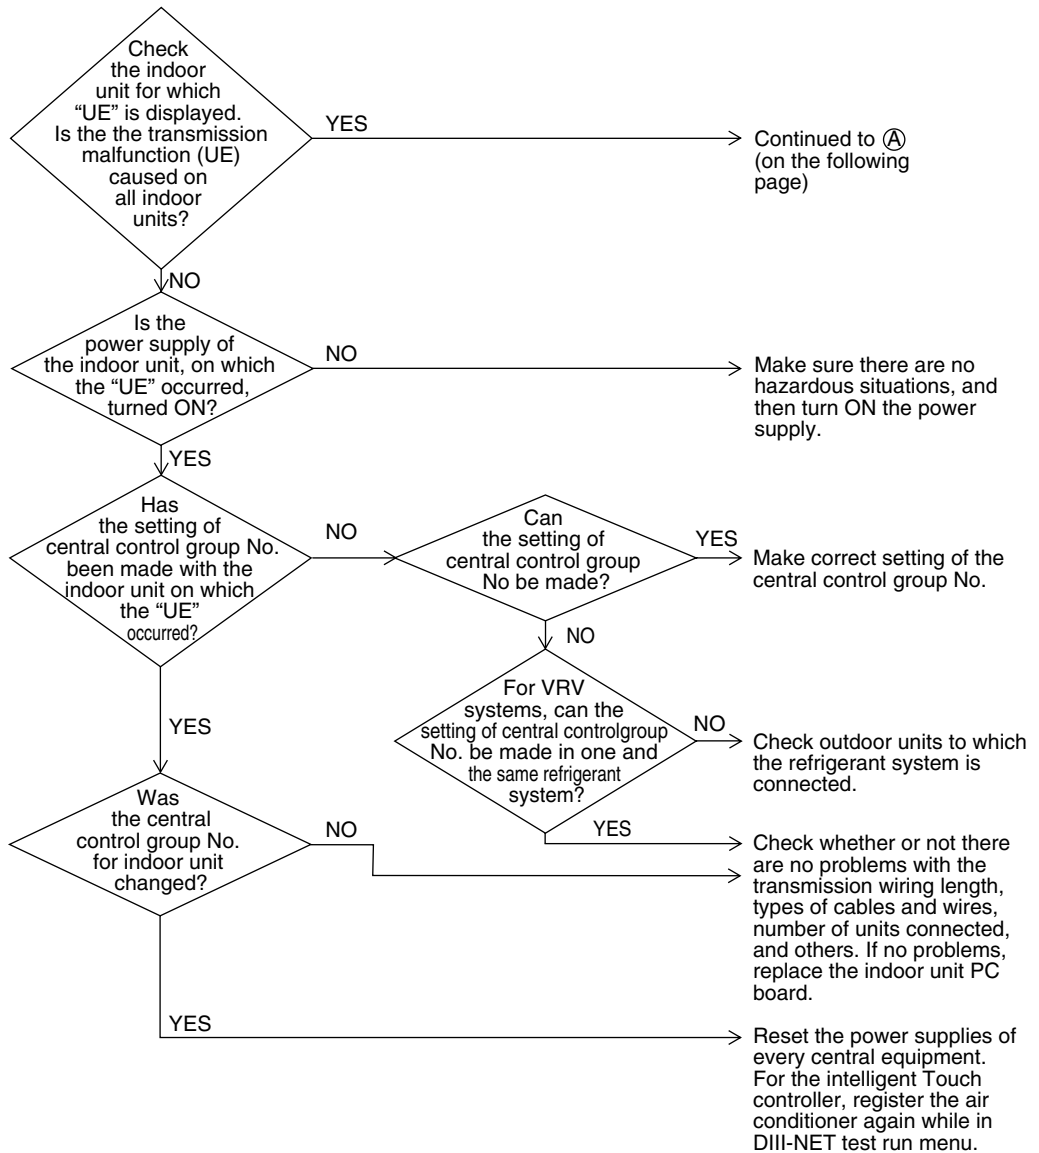 Check
the indoor
unit for which
“UE” is displayed.
Is the the transmission
malfunction (UE)
caused on
all indoor
units?
YES
Continued to Ⓐ
(on the following
page)
NO
Is the
power supply of
the indoor unit, on which
the “UE” occurred,
turned ON?
NO
Make sure there are no
hazardous situations, and
then turn ON the power
supply.
YES
Has
the setting of
central control group No.
been made with the
indoor unit on which
the “UE”
occurred?
NO
Can
the setting of
central control group
No be made?
YES
Make correct setting of the
central control group No.
NO
For VRV
systems, can the
setting of central controlgroup
No. be made in one and
the same refrigerant
system?
NO
Check outdoor units to which
the refrigerant system is
connected.
YES
YES
Was
the central
control group No.
for indoor unit
changed?
NO
Check whether or not there
are no problems with the
transmission wiring length,
types of cables and wires,
number of units connected,
and others. If no problems,
replace the indoor unit PC
board.
YES
Reset the power supplies of
every central equipment.
For the intelligent Touch
controller, register the air
conditioner again while in
DIII-NET test run menu.